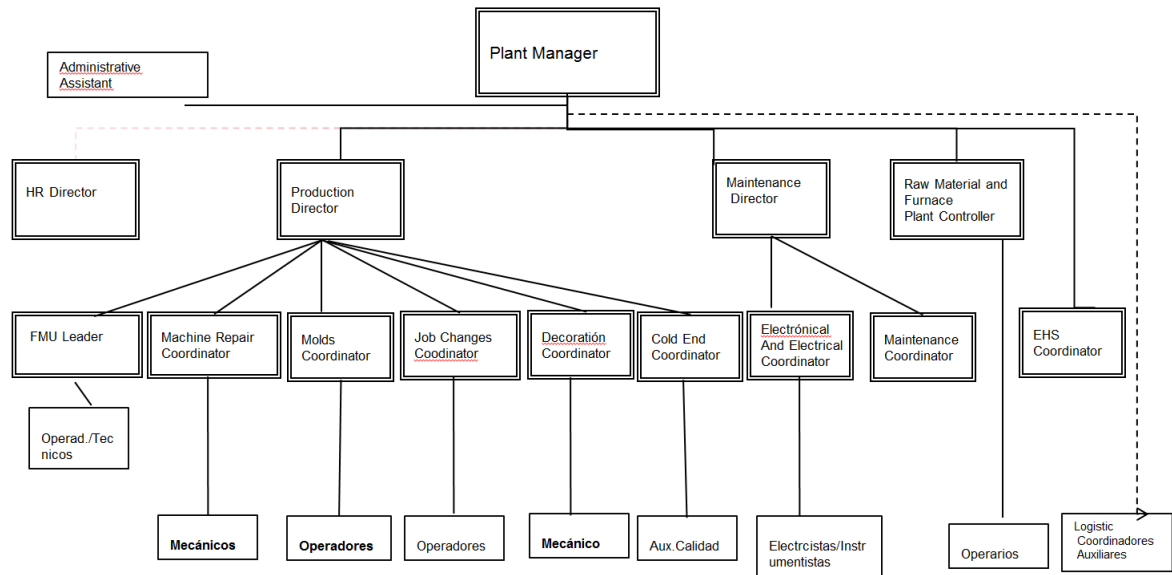 Plant Manager
Administrative
Assistant
HR Director
Production
Director
Maintenance
Director
Raw Material and
Furnace
Plant Controller
FMU Leader
Machine Repair
Coordinator
Molds
Coordinator
Job Changes
Coodinator
Decoratión
Coordinator
Cold End
Coordinator
Electrónical
And Electrical
Coordinator
Maintenance
Coordinator
EHS
Coordinator
Operad./Tec
nicos
Mecánicos
Operadores
Operadores
Mecánico
Aux.Calidad
Electrcistas/Instr
umentistas
Operarios
Logistic
Coordinadores
Auxiliares